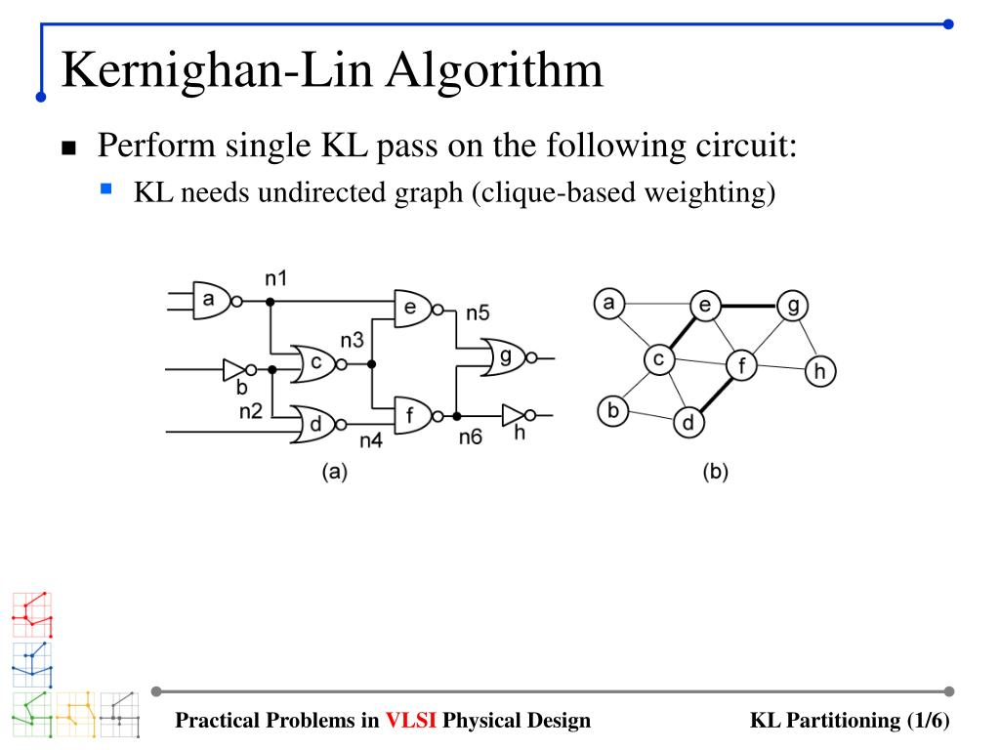 Kernighan-Lin Algorithm
Perform single KL pass on the following circuit:
KL needs undirected graph (clique-based weighting)
n1
a
e
n5
n3
c
g
b
n2
d
f
n4
n6
h
(a)
a
e
g
c
f
h
b
d
(b)
Practical Problems in VLSI Physical Design
KL Partitioning (1/6)